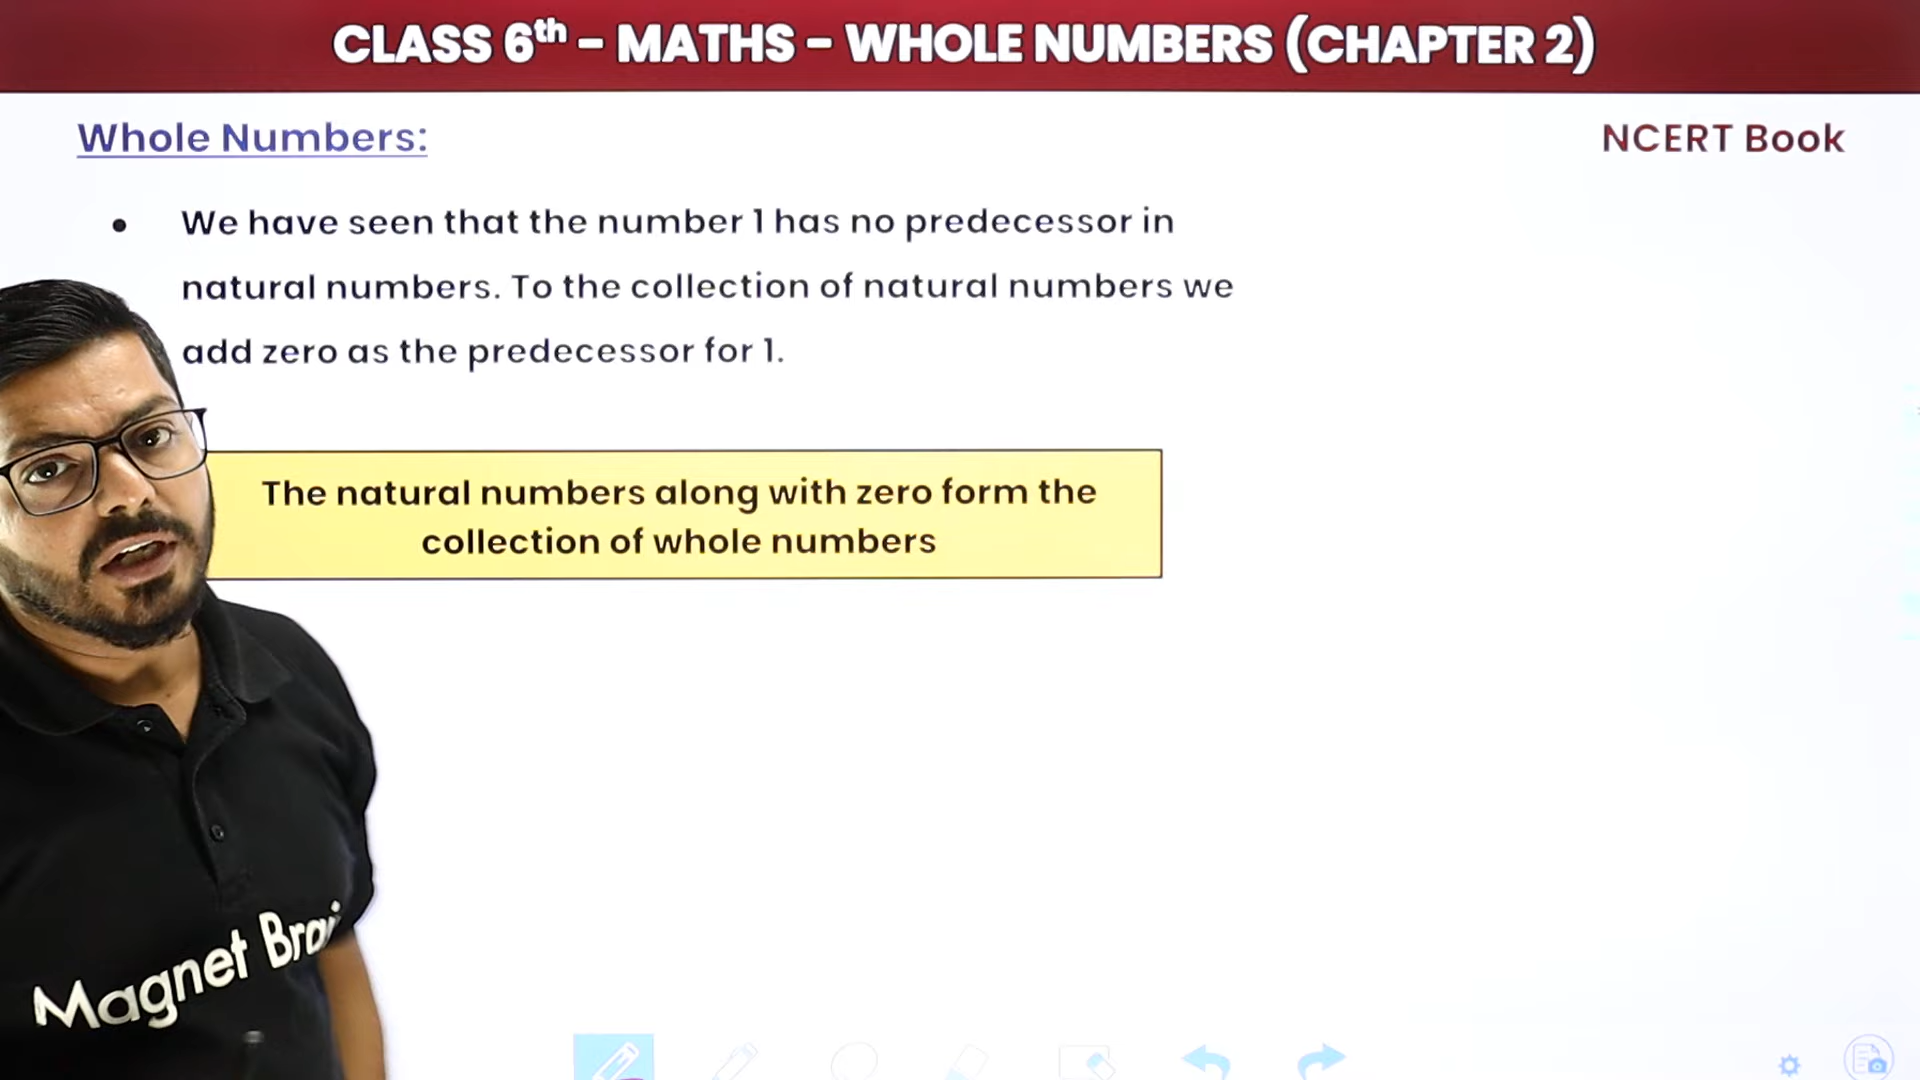 CLASS 6th – MATHS – WHOLE NUMBERS (CHAPTER 2)
Whole Numbers:
NCERT Book
• We have seen that the number 1 has no predecessor in
natural numbers. To the collection of natural numbers we
add zero as the predecessor for 1.
The natural numbers along with zero form the
collection of whole numbers
Magnet Brai